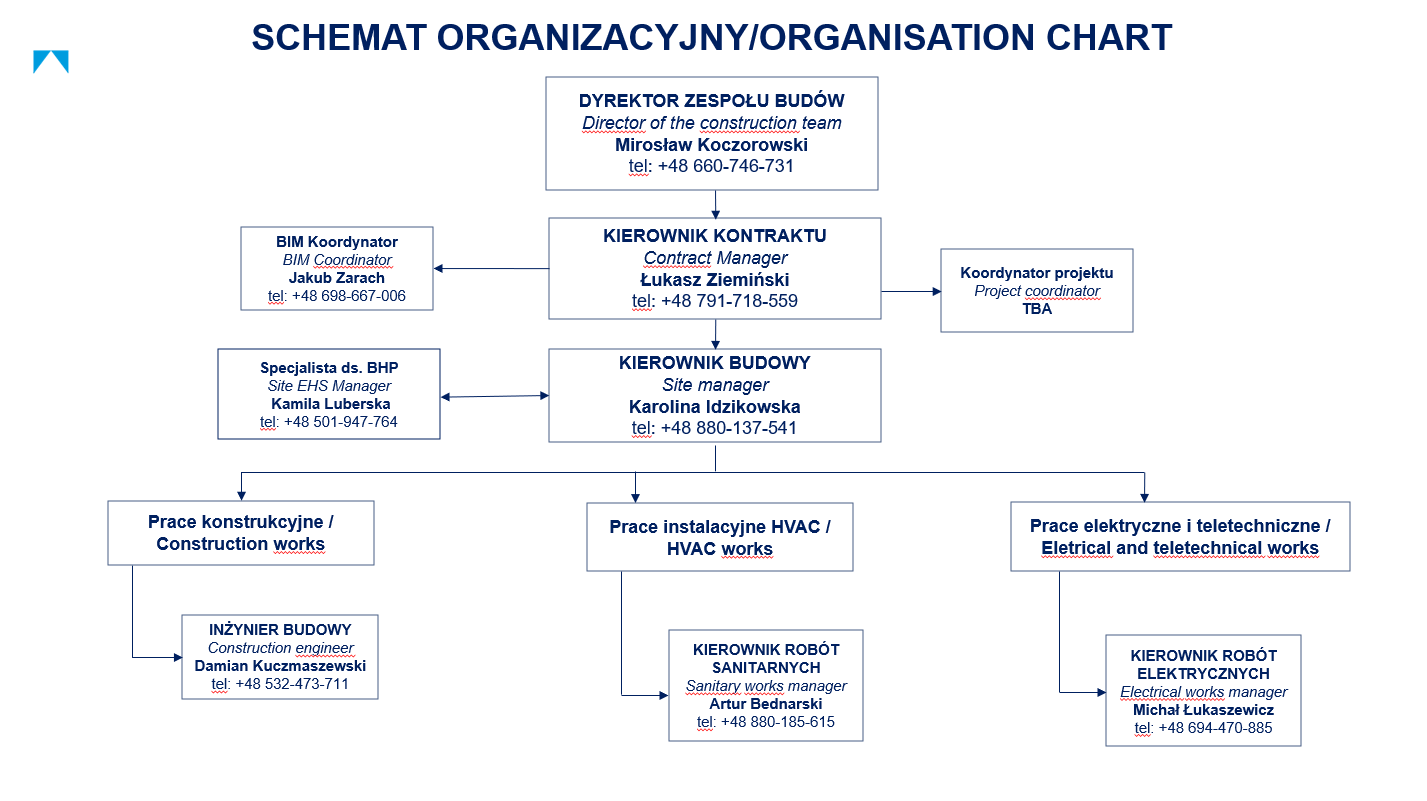 SCHEMAT ORGANIZACYJNY/ORGANISATION CHART
DYREKTOR ZESPOŁU BUDÓW
Director of the construction team
Mirosław Koczorowski
tel: +48 660-746-731
BIM Koordynator
BIM Coordinator
Jakub Zarach
tel: +48 698-667-006
KIEROWNIK KONTRAKTU
Contract Manager
Łukasz Ziemiński
tel: +48 791-718-559
Koordynator projektu
Project coordinator
TBA
Specjalista ds. BHP
Site EHS Manager
Kamila Luberska
tel: +48 501-947-764
KIEROWNIK BUDOWY
Site manager
Karolina Idzikowska
tel: +48 880-137-541
Prace konstrukcyjne /
Construction works
Prace instalacyjne HVAC /
HVAC works
Prace elektryczne i teletechniczne /
Eletrical and teletechnical works
INŻYNIER BUDOWY
Construction engineer
Damian Kuczmaszewski
tel: +48 532-473-711
KIEROWNIK ROBÓT
SANITARNYCH
Sanitary works manager
Artur Bednarski
tel: +48 880-185-615
KIEROWNIK ROBÓT
ELEKTRYCZNYCH
Electrical works manager
Michał Łukaszewicz
tel: +48 694-470-885